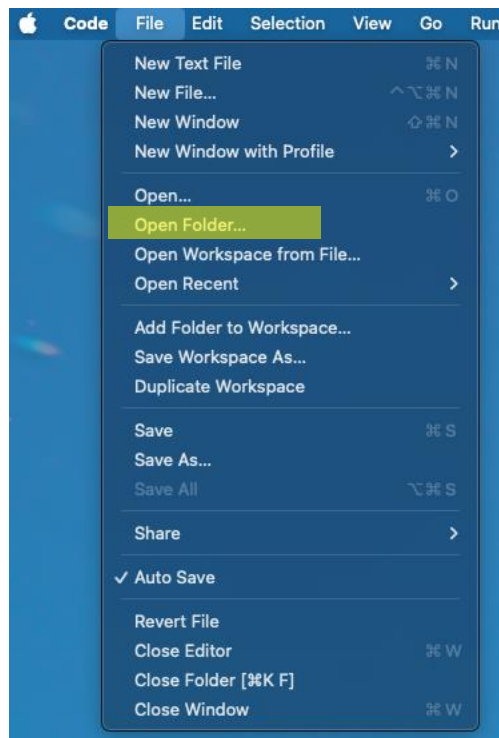 Code File Edit Selection View Go Run
New Text File ⌘ N
New File... ^⌥⌘ N
New Window ⇧⌘ N
New Window with Profile >
Open... ⌘ O
Open Folder...
Open Workspace from File...
Open Recent >
Add Folder to Workspace...
Save Workspace As...
Duplicate Workspace
Save ⌘ S
Save As...
Save All ⌥⌘ S
Share >
✓ Auto Save
Revert File
Close Editor ⌘ W
Close Folder [⌘K F]
Close Window ⌘ W